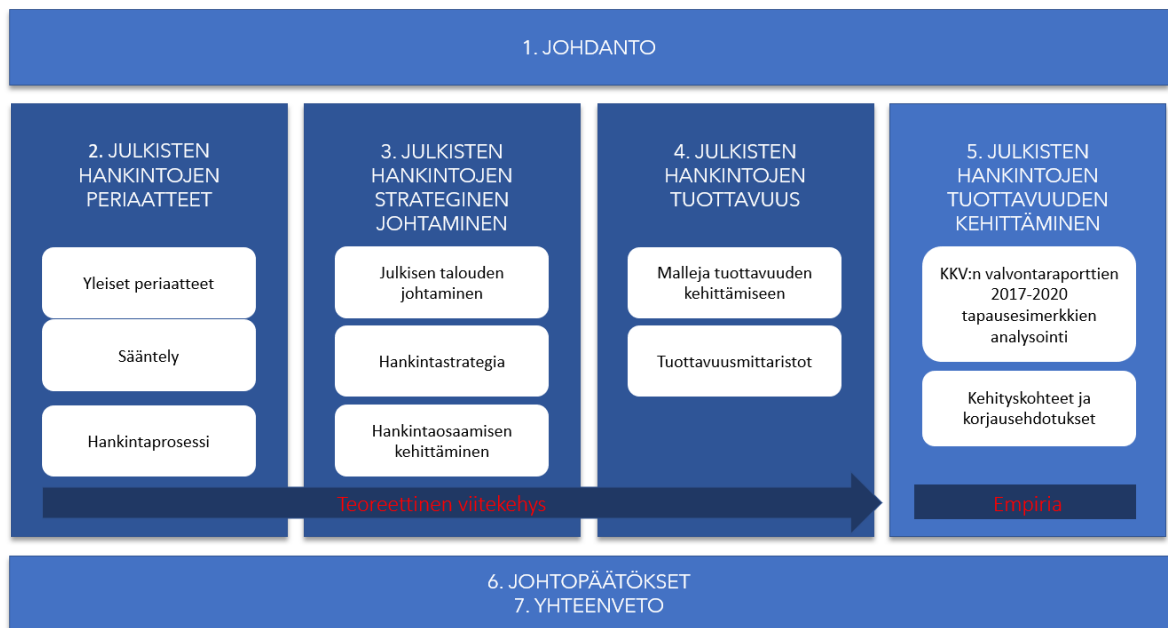 1. JOHDANTO
2. JULKISTEN
HANKINTOJEN
PERIAATTEET
Yleiset periaatteet
Sääntely
Hankintaprosessi
3. JULKISTEN
HANKINTOJEN
STRATEGINEN
JOHTAMINEN
Julkisen talouden
johtaminen
Hankintastrategia
Hankintaosaamisen
kehittäminen
4. JULKISTEN
HANKINTOJEN
TUOTTAVUUS
Malleja tuottavuuden
kehittämiseen
Tuottavuusmittaristot
Teoreettinen viitekehys
5. JULKISTEN
HANKINTOJEN
TUOTTAVUUDEN
KEHITTÄMINEN
KKV:n valvontaraporttien
2017-2020
tapausesimerkkien
analysointi
Kehityskohteet ja
korjausehdotukset
Empiria
6. JOHTOPÄÄTÖKSET
7. YHTEENVETO